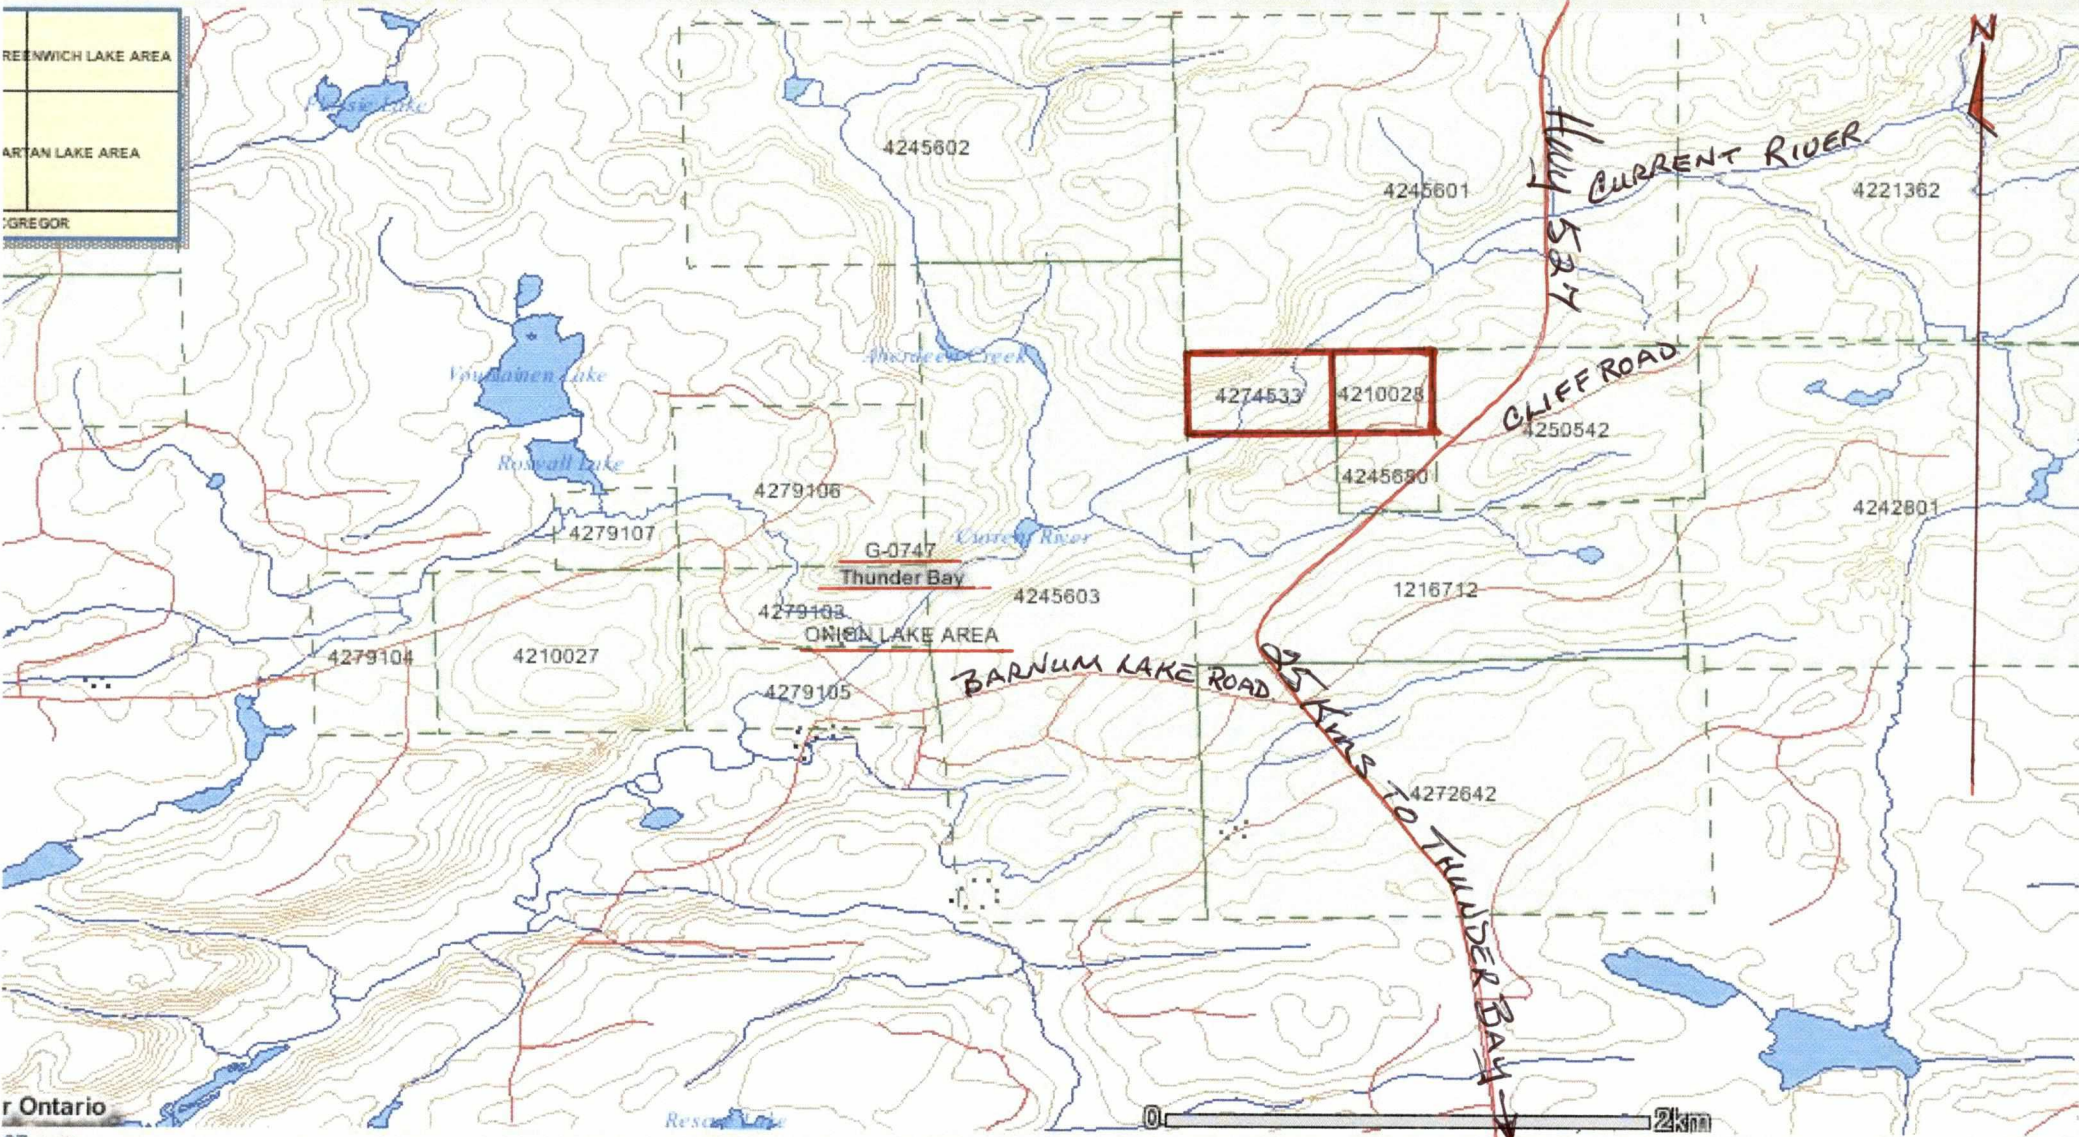 REENWICH LAKE AREA
ARTAN LAKE AREA
CGREGOR
N
Hwy 527
CURRENT RIVER
4245602
4245601
4221362
Aberdeen Creek
Vountainen Lake
CLIFF ROAD
4274533
4210028
4250542
Roswall Lake
4279106
4245680
4242801
4279107
G-0747
Current River
Thunder Bay
1216712
4245603
4279103
ONION LAKE AREA
4279104
4210027
BARNUM LAKE ROAD
4279105
25 Kms TO THUNDER BAY
4272642
r Ontario
0
2km